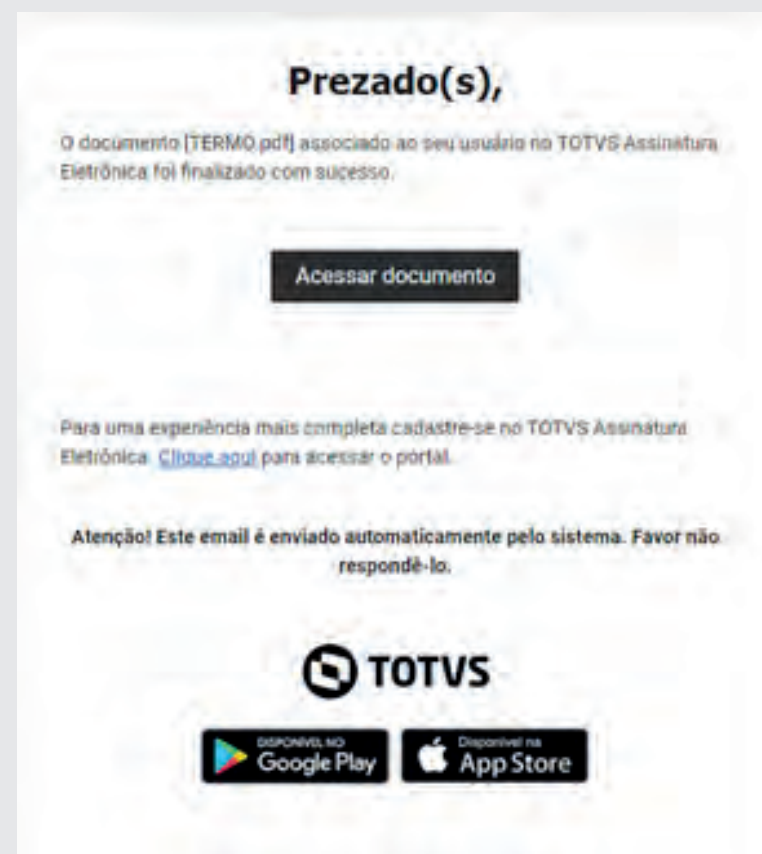 Prezado(s),
O documento [TERMO.pdf] associado ao seu usuário no TOTVS Assinatura
Eletrônica foi finalizado com sucesso.
Acessar documento
Para uma experiência mais completa cadastre-se no TOTVS Assinatura
Eletrônica. Clique aqui para acessar o portal.
Atenção! Este email é enviado automaticamente pelo sistema. Favor não
respondê-lo.
TOTVS
DISPONÍVEL NO
Google Play
Disponível na
App Store